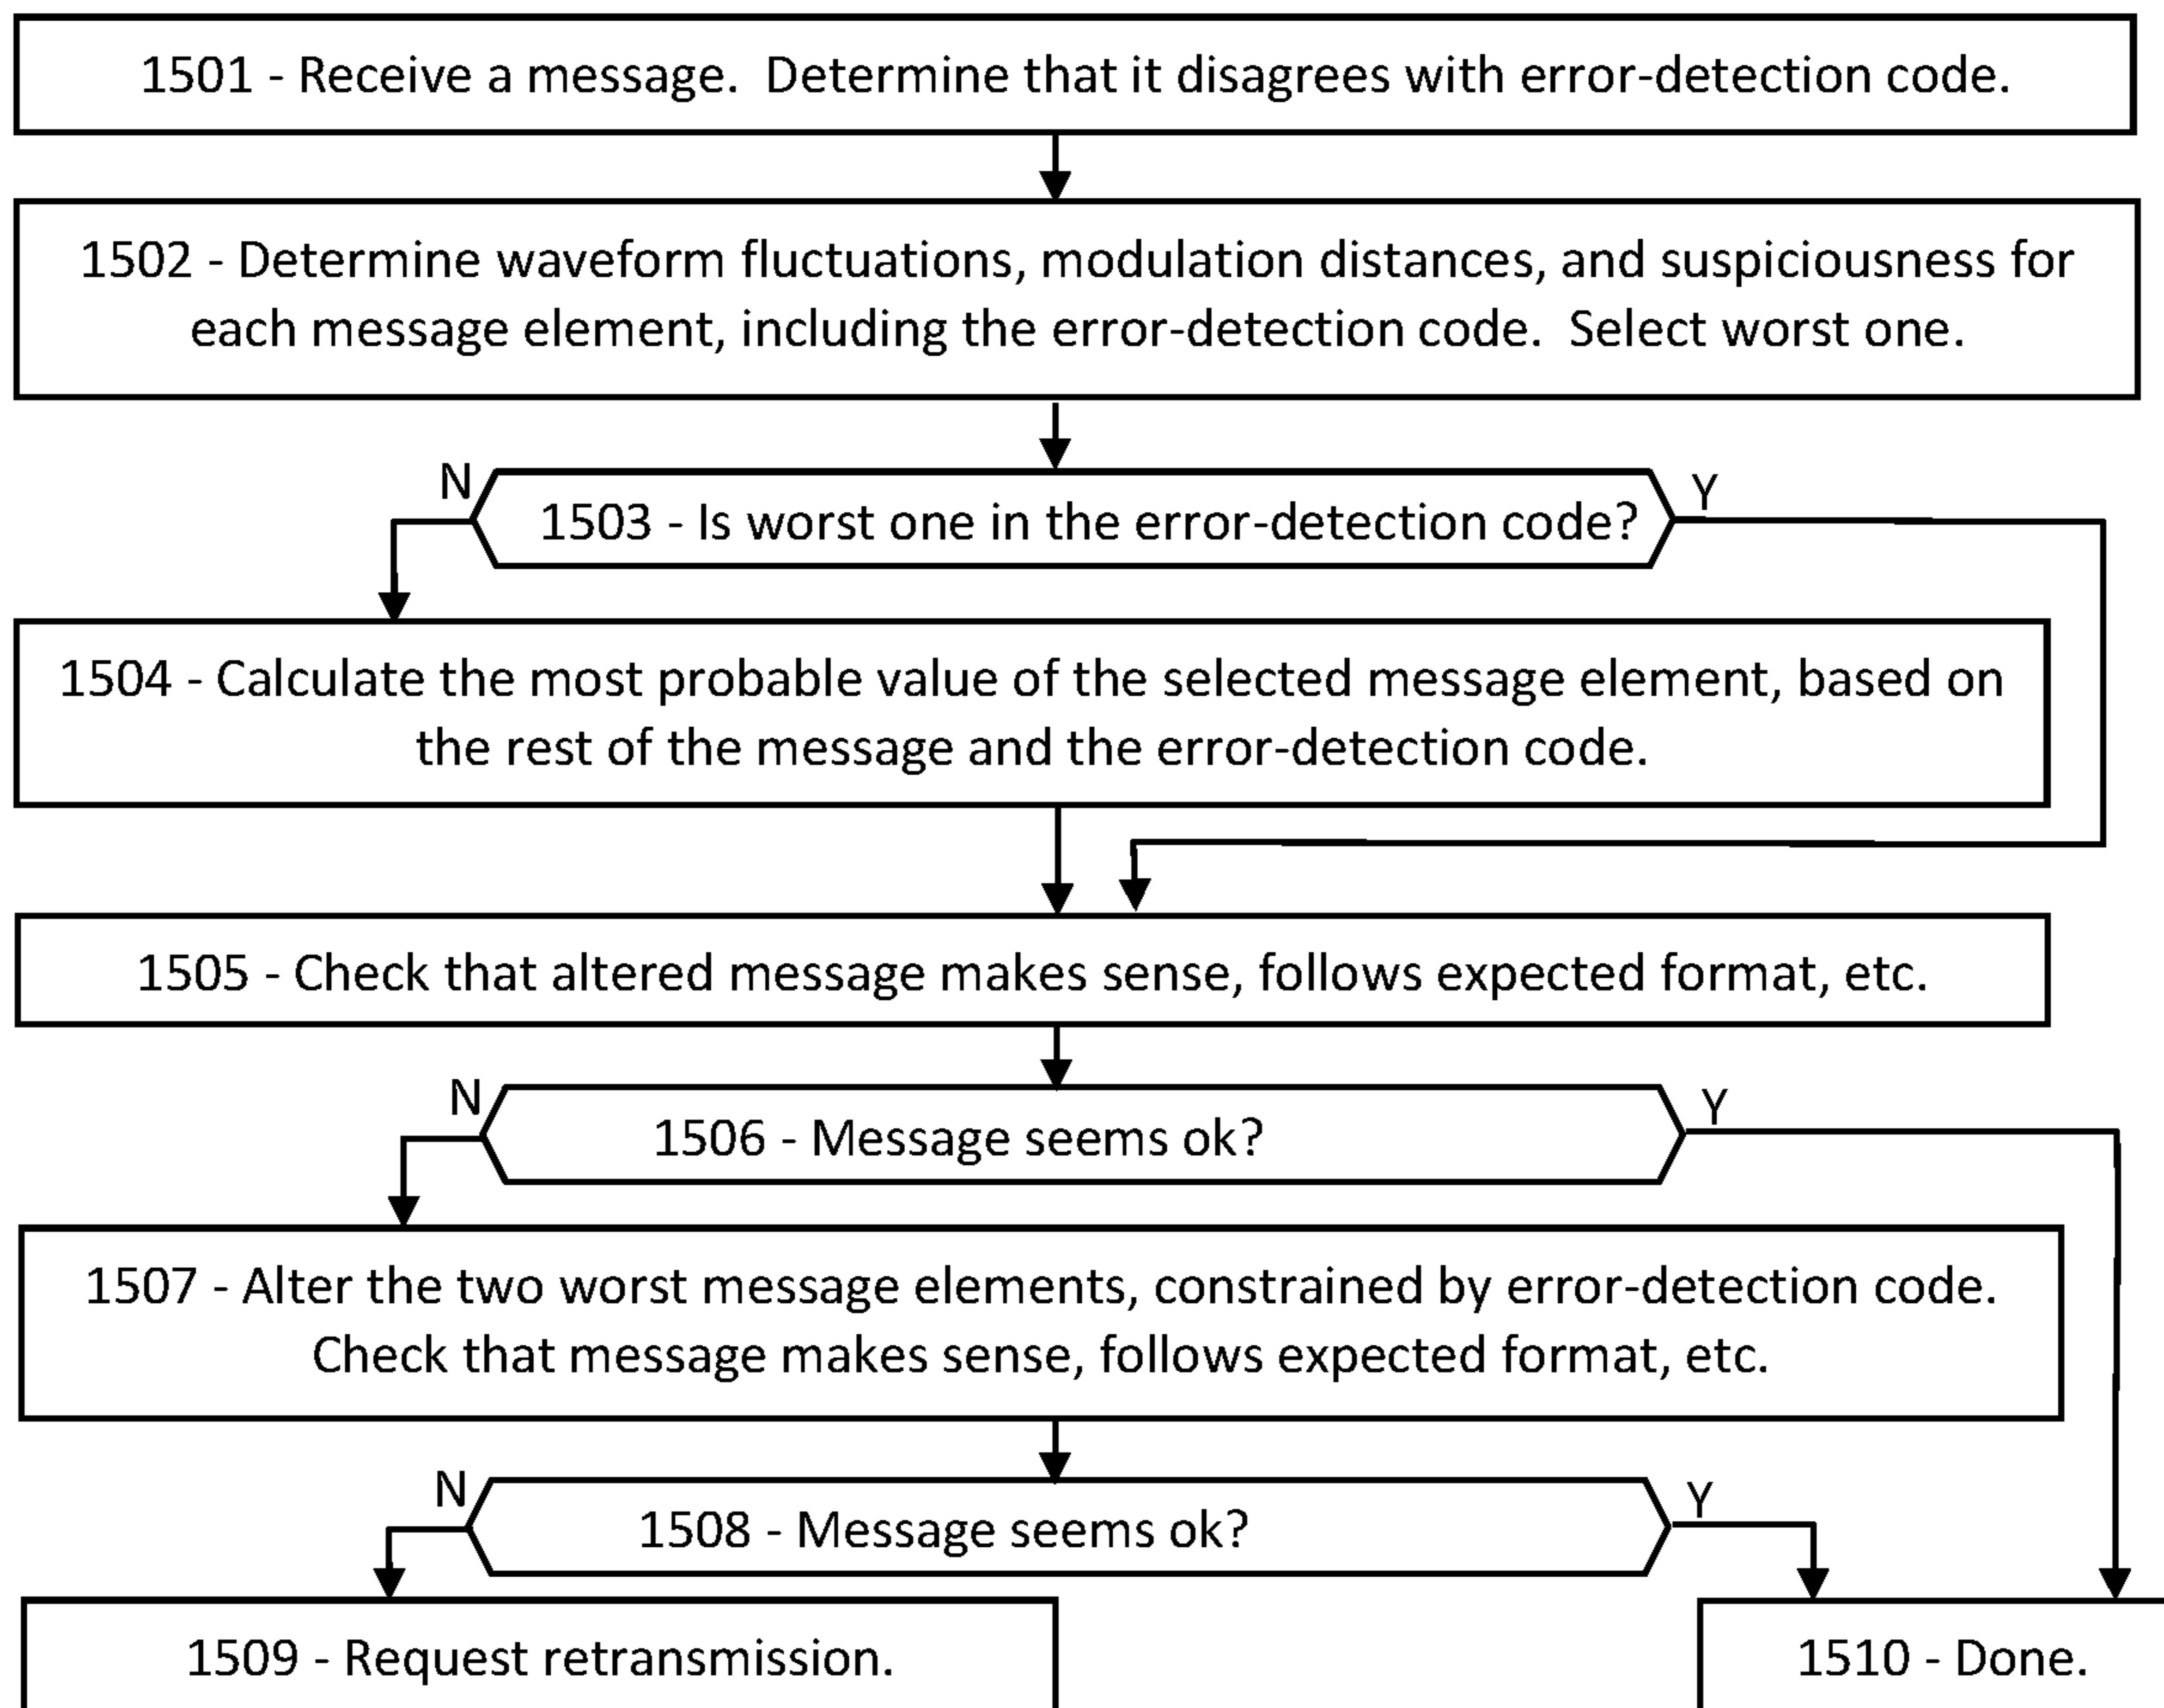 1501 - Receive a message.  Determine that it disagrees with error-detection code.
1502 - Determine waveform fluctuations, modulation distances, and suspiciousness for
each message element, including the error-detection code.  Select worst one.
N
Y
1503 - Is worst one in the error-detection code?
1504 - Calculate the most probable value of the selected message element, based on
the rest of the message and the error-detection code.
1505 - Check that altered message makes sense, follows expected format, etc.
N
Y
1506 - Message seems ok?
1507 - Alter the two worst message elements, constrained by error-detection code.
Check that message makes sense, follows expected format, etc.
N
Y
1508 - Message seems ok?
1509 - Request retransmission.
1510 - Done.